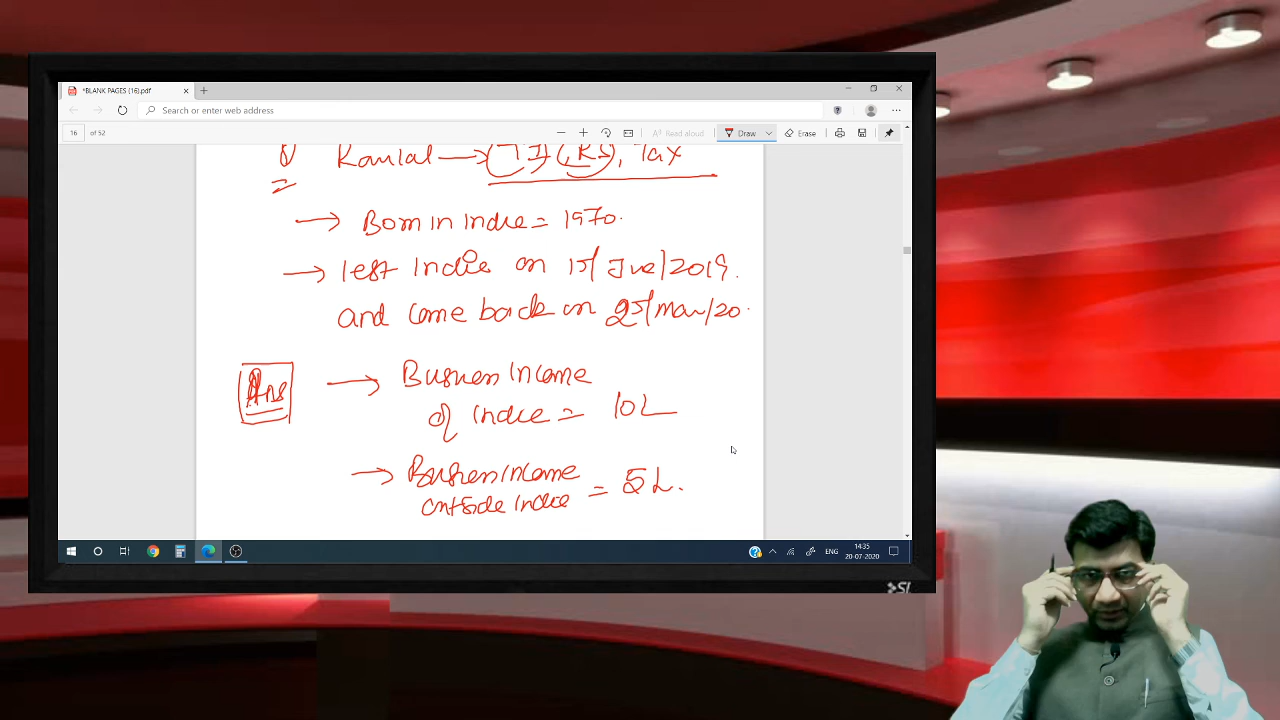 *BLANK PAGES (16).pdf
Search or enter web address
16 of 52
Read aloud
Draw
Erase
Ramlal → TI, RS, Tax
→ Born in India = 1970.
→ left India on 1st/June/2019.
and came back on 25/Mar/20.
Ans → Business Income
of India = 10L
→ Business Income
outside India = 5L.
ENG
14:35
20-07-2020